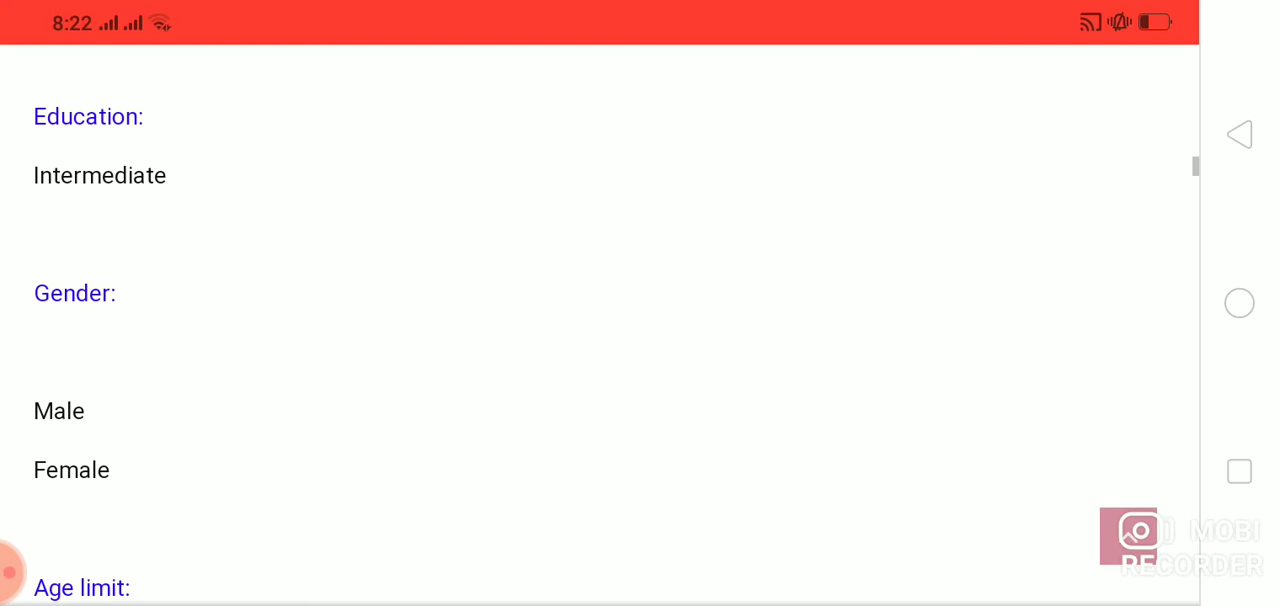 8:22
Education:
Intermediate
Gender:
Male
Female
Age limit:
MOBI
RECORDER